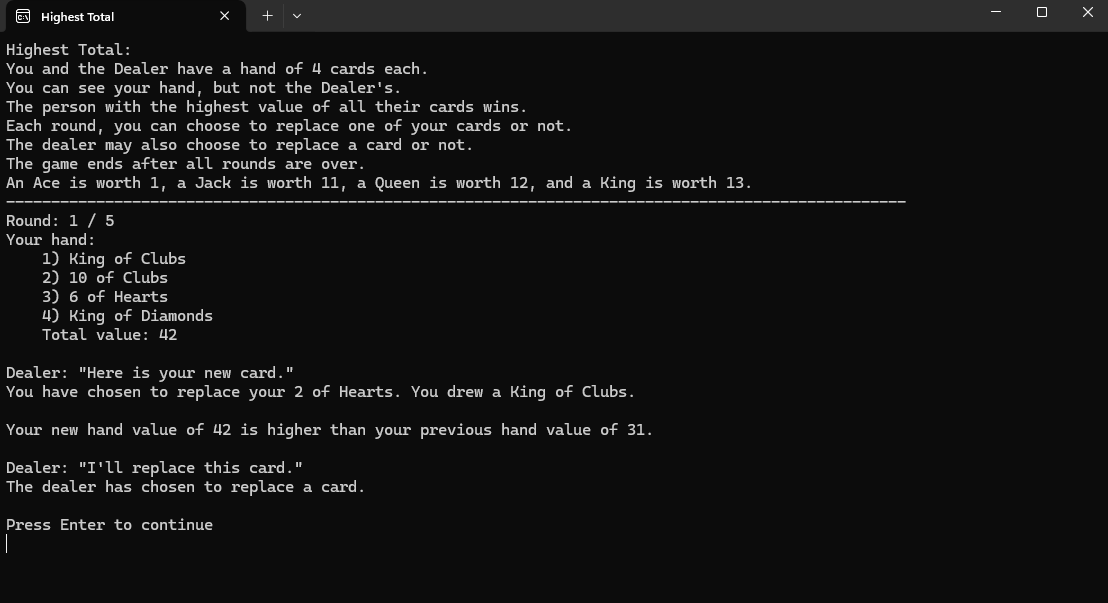 Highest Total
Highest Total:
You and the Dealer have a hand of 4 cards each.
You can see your hand, but not the Dealer's.
The person with the highest value of all their cards wins.
Each round, you can choose to replace one of your cards or not.
The dealer may also choose to replace a card or not.
The game ends after all rounds are over.
An Ace is worth 1, a Jack is worth 11, a Queen is worth 12, and a King is worth 13.
----------------------------------------------------------------------------------------------------
Round: 1 / 5
Your hand:
    1) King of Clubs
    2) 10 of Clubs
    3) 6 of Hearts
    4) King of Diamonds
    Total value: 42
Dealer: "Here is your new card."
You have chosen to replace your 2 of Hearts. You drew a King of Clubs.
Your new hand value of 42 is higher than your previous hand value of 31.
Dealer: "I'll replace this card."
The dealer has chosen to replace a card.
Press Enter to continue